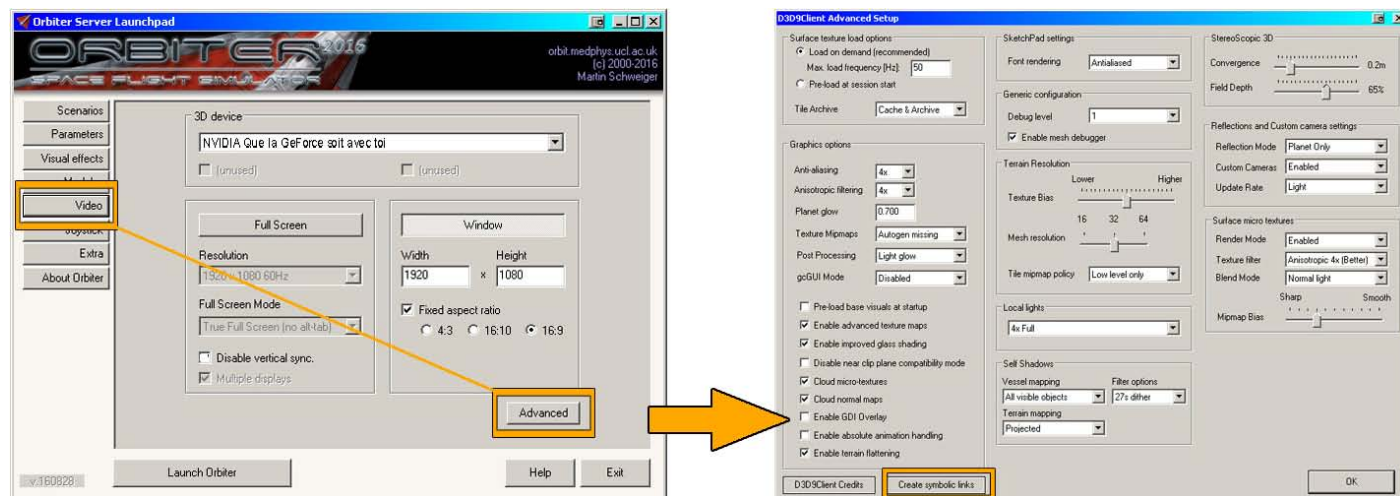 Orbiter Server Launchpad
ORBITER 2016
SPACE FLIGHT SIMULATOR
orbit.medphys.ucl.ac.uk
(c) 2000-2016
Martin Schweiger
Scenarios
Parameters
Visual effects
Video
Joystick
Extra
About Orbiter
3D device
NVIDIA Que la GeForce soit avec toi
(unused)
(unused)
Full Screen
Resolution
1920 x 1080 60Hz
Full Screen Mode
True Full Screen (no alt-tab)
Disable vertical sync.
Multiple displays
Window
Width Height
1920 x 1080
Fixed aspect ratio
4:3 16:10 16:9
Advanced
v.160828
Launch Orbiter
Help
Exit
D3D9Client Advanced Setup
Surface texture load options
Load on demand (recommended)
Max. load frequency [Hz]: 50
Pre-load at session start
Tile Archive Cache & Archive
Graphics options
Anti-aliasing 4x
Anisotropic filtering 4x
Planet glow 0.700
Texture Mipmaps Autogen missing
Post Processing Light glow
gcGUI Mode Disabled
Pre-load base visuals at startup
Enable advanced texture maps
Enable improved glass shading
Disable near clip plane compatibility mode
Cloud micro-textures
Cloud normal maps
Enable GDI Overlay
Enable absolute animation handling
Enable terrain flattening
D3D9Client Credits
Create symbolic links
SketchPad settings
Font rendering Antialiased
Generic configuration
Debug level 1
Enable mesh debugger
Terrain Resolution
Lower Higher
Texture Bias
16 32 64
Mesh resolution
Tile mipmap policy Low level only
Local lights
4x Full
Self Shadows
Vessel mapping Filter options
All visible objects 27s dither
Terrain mapping
Projected
StereoScopic 3D
Convergence 0.2m
Field Depth 65%
Reflections and Custom camera settings
Reflection Mode Planet Only
Custom Cameras Enabled
Update Rate Light
Surface micro textures
Render Mode Enabled
Texture filter Anisotropic 4x (Better)
Blend Mode Normal light
Sharp Smooth
Mipmap Bias
OK